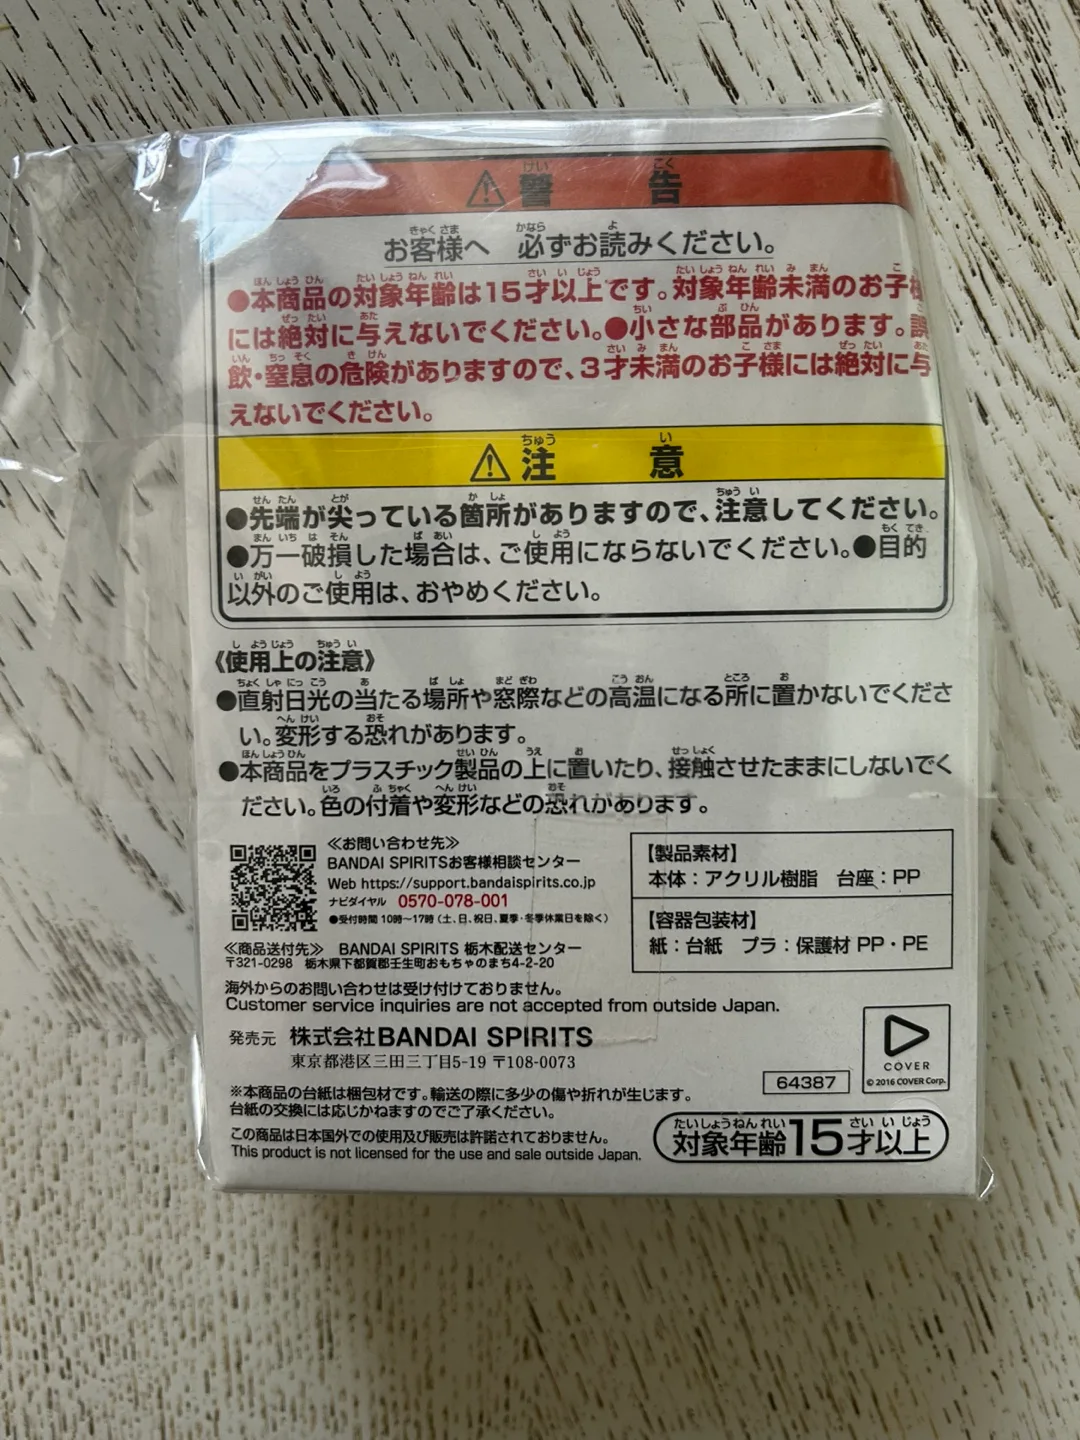 警告
お客様へ 必ずお読みください。
●本商品の対象年齢は15才以上です。対象年齢未満のお子様
には絶対に与えないでください。●小さな部品があります。誤
飲・窒息の危険がありますので、3才未満のお子様には絶対に与
えないでください。
注意
●先端が尖っている箇所がありますので、注意してください。
●万一破損した場合は、ご使用にならないでください。●目的
以外のご使用は、おやめください。
《使用上の注意》
●直射日光の当たる場所や窓際などの高温になる所に置かないでくださ
い。変形する恐れがあります。
●本商品をプラスチック製品の上に置いたり、接触させたままにしないでく
ださい。色の付着や変形などの恐れがあります。
≪お問い合わせ先≫
BANDAI SPIRITSお客様相談センター
Web https://support.bandaispirits.co.jp
ナビダイヤル 0570-078-001
●受付時間 10時～17時(土、日、祝日、夏季・冬季休業日を除く)
≪商品送付先≫ BANDAI SPIRITS 栃木配送センター
〒321-0298 栃木県下都賀郡壬生町おもちゃのまち4-2-20
【製品素材】
本体：アクリル樹脂 台座：PP
【容器包装材】
紙：台紙 プラ：保護材 PP・PE
海外からのお問い合わせは受け付けておりません。
Customer service inquiries are not accepted from outside Japan.
発売元 株式会社BANDAI SPIRITS
東京都港区三田三丁目5-19 〒108-0073
COVER
© 2016 COVER Corp.
64387
※本商品の台紙は梱包材です。輸送の際に多少の傷や折れが生じます。
台紙の交換には応じかねますのでご了承ください。
この商品は日本国外での使用及び販売は許諾されておりません。
This product is not licensed for the use and sale outside Japan.
対象年齢15才以上